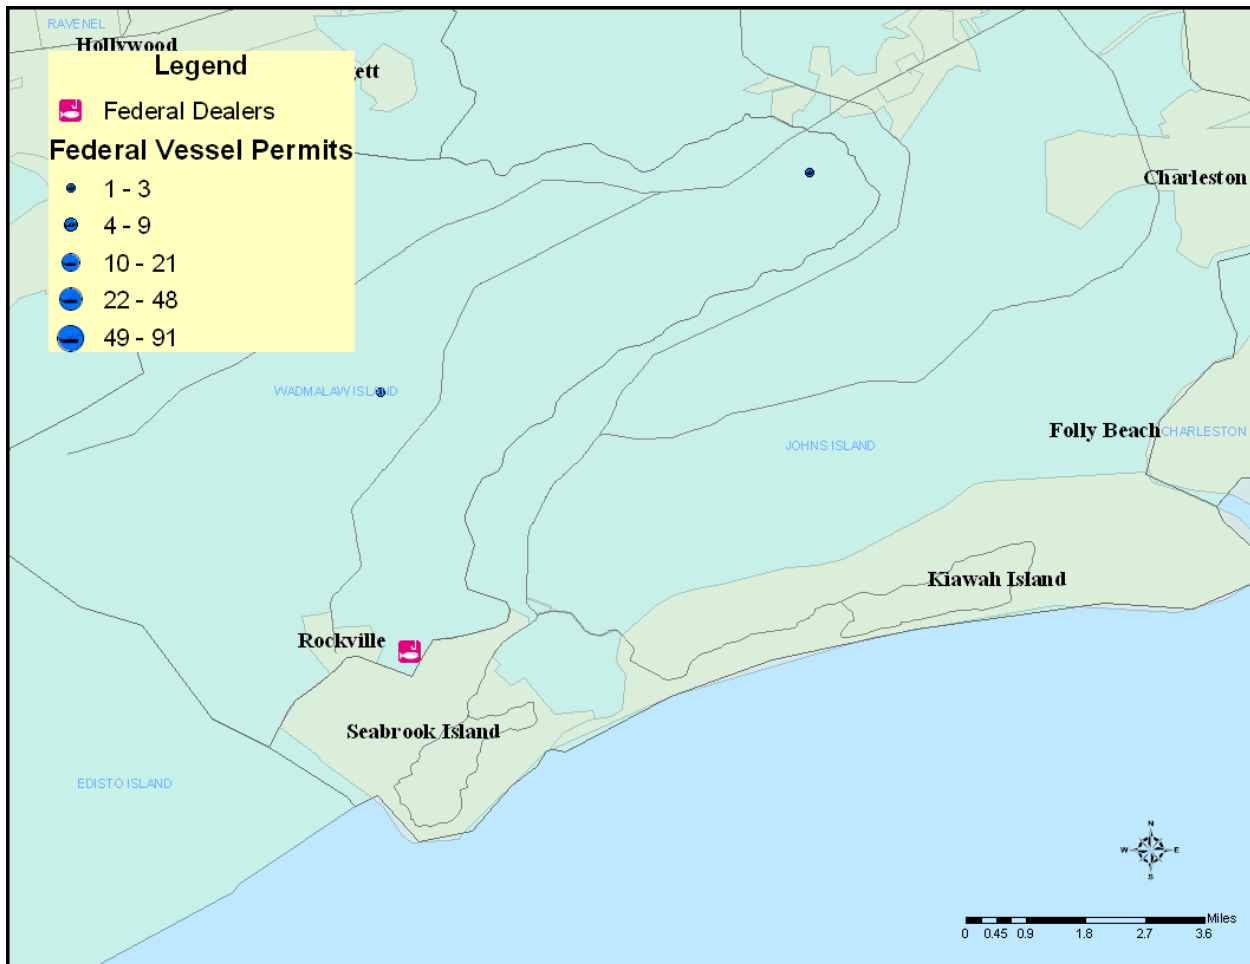 RAVENEL
Hollywood
gett
Legend
Federal Dealers
Federal Vessel Permits
1 - 3
4 - 9
10 - 21
22 - 48
49 - 91
Charleston
WADMALAW ISLAND
Folly Beach
CHARLESTON
JOHNS ISLAND
Kiawah Island
Rockville
Seabrook Island
EDISTO ISLAND
N
W E
S
Miles
0 0.45 0.9 1.8 2.7 3.6